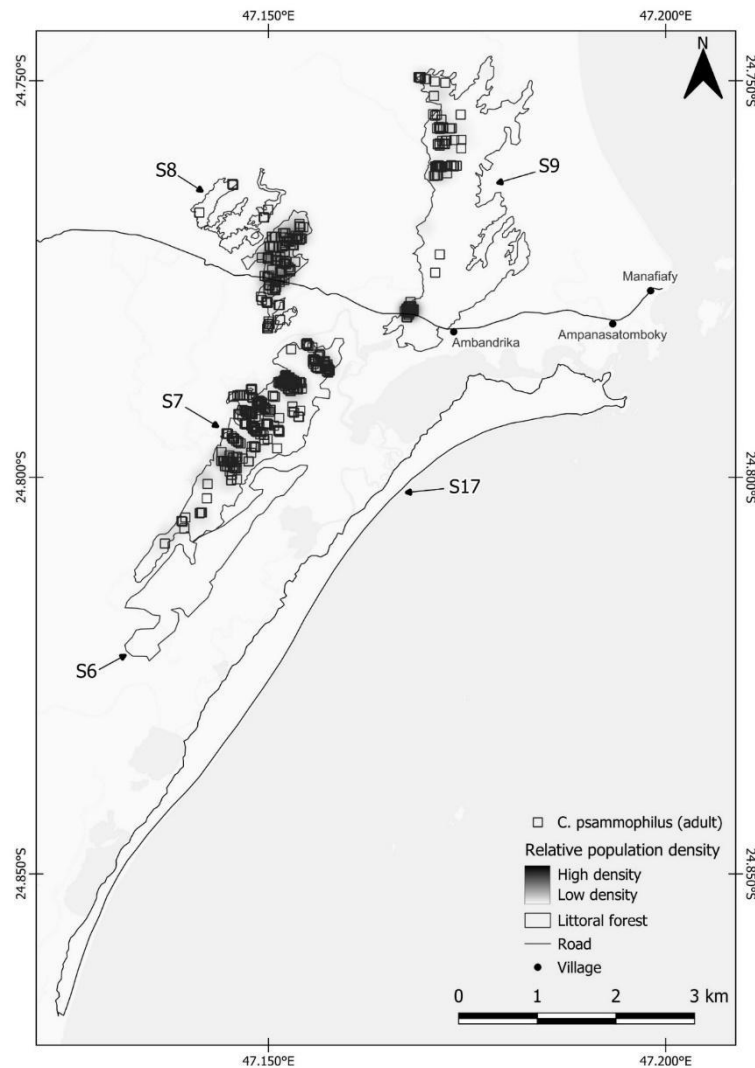 47.150°E
47.200°E
N
24.750°S
24.750°S
S8
S9
Manafiafy
Ambandrika
Ampanasatomboky
S7
24.800°S
24.800°S
S17
S6
C. psammophilus (adult)
Relative population density
High density
Low density
24.850°S
24.850°S
Littoral forest
Road
Village
0 1 2 3 km
47.150°E
47.200°E